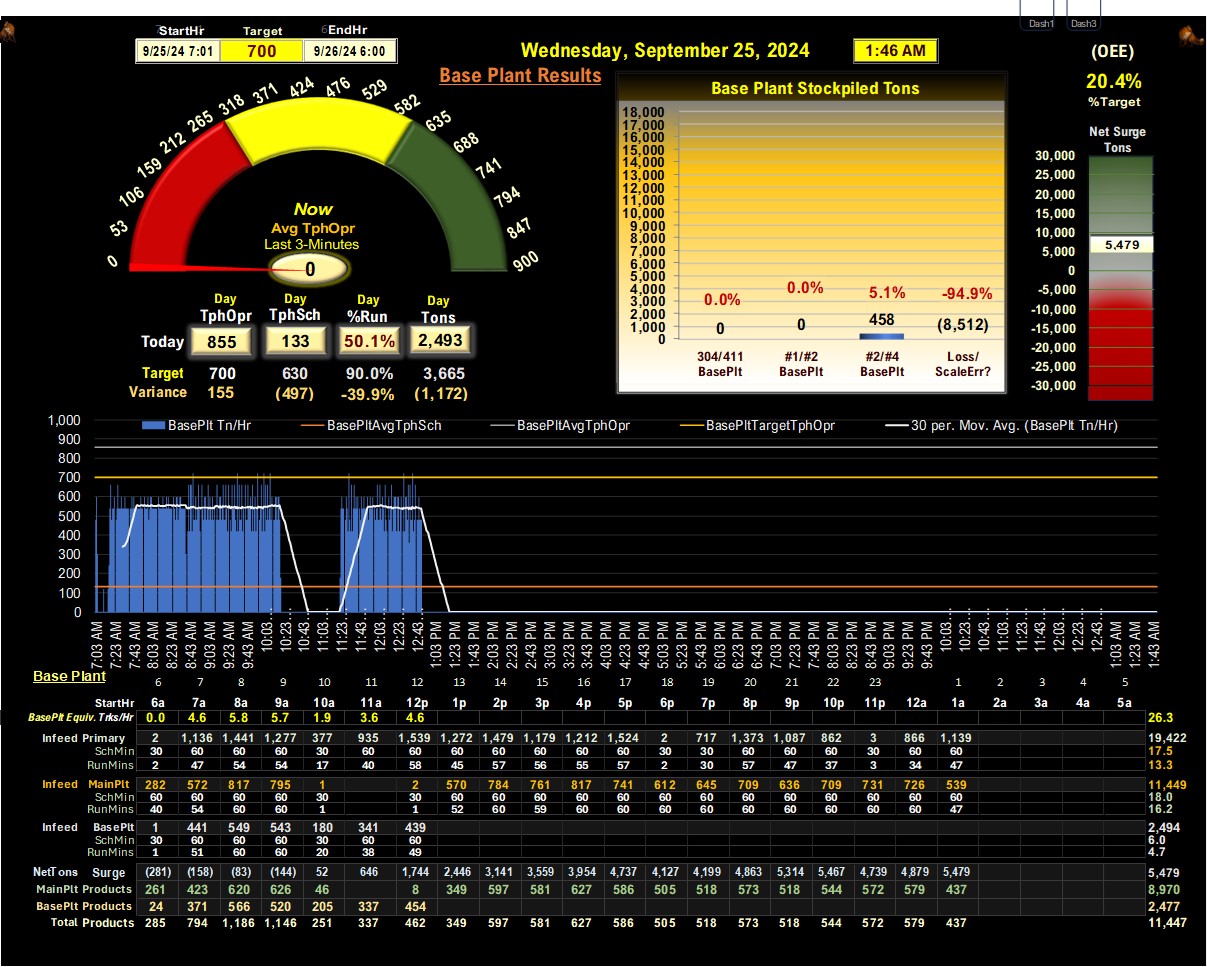 Dash1 Dash3
StartHr Target EndHr
9/25/24 7:01 700 9/26/24 6:00
Wednesday, September 25, 2024 1:46 AM
(OEE)
20.4%
%Target
Base Plant Results
0 53 106 159 212 265 318 371 424 476 529 582 635 688 741 794 847 900
Now
Avg TphOpr
Last 3-Minutes
0
Day Day Day Day
TphOpr TphSch %Run Tons
Today 855 133 50.1% 2,493
Target 700 630 90.0% 3,665
Variance 155 (497) -39.9% (1,172)
Base Plant Stockpiled Tons
18,000
17,000
16,000
15,000
14,000
13,000
12,000
11,000
10,000
9,000
8,000
7,000
6,000
5,000
4,000
3,000
2,000
1,000
0
0.0% 0.0% 5.1% -94.9%
0 0 458 (8,512)
304/411 #1/#2 #2/#4 Loss/
BasePlt BasePlt BasePlt ScaleErr?
Net Surge
Tons
30,000
25,000
20,000
15,000
10,000
5,479
5,000
0
-5,000
-10,000
-15,000
-20,000
-25,000
-30,000
BasePlt Tn/Hr BasePltAvgTphSch BasePltAvgTphOpr BasePltTargetTphOpr 30 per. Mov. Avg. (BasePlt Tn/Hr)
1,000
900
800
700
600
500
400
300
200
100
0
7:03 AM 7:23 AM 7:43 AM 8:03 AM 8:23 AM 8:43 AM 9:03 AM 9:23 AM 9:43 AM 10:03… 10:23… 10:43… 11:03… 11:23… 11:43… 12:03… 12:23… 12:43… 1:03 PM 1:23 PM 1:43 PM 2:03 PM 2:23 PM 2:43 PM 3:03 PM 3:23 PM 3:43 PM 4:03 PM 4:23 PM 4:43 PM 5:03 PM 5:23 PM 5:43 PM 6:03 PM 6:23 PM 6:43 PM 7:03 PM 7:23 PM 7:43 PM 8:03 PM 8:23 PM 8:43 PM 9:03 PM 9:23 PM 9:43 PM 10:03… 10:23… 10:43… 11:03… 11:23… 11:43… 12:03… 12:23… 12:43… 1:03 AM 1:23 AM 1:43 AM
Base Plant 6 7 8 9 10 11 12 13 14 15 16 17 18 19 20 21 22 23 1 2 3 4 5
StartHr 6a 7a 8a 9a 10a 11a 12p 1p 2p 3p 4p 5p 6p 7p 8p 9p 10p 11p 12a 1a 2a 3a 4a 5a
BasePlt Equiv. Trks/Hr 0.0 4.6 5.8 5.7 1.9 3.6 4.6 26.3
Infeed Primary 2 1,136 1,441 1,277 377 935 1,539 1,272 1,479 1,179 1,212 1,524 2 717 1,373 1,087 862 3 866 1,139 19,422
SchMin 30 60 60 60 30 60 60 60 60 60 60 60 30 30 60 60 60 30 60 60 17.5
RunMins 2 47 54 54 17 40 58 45 57 56 55 57 2 30 57 47 37 3 34 47 13.3
Infeed MainPlt 282 572 817 795 1 2 570 784 761 817 741 612 645 709 636 709 731 726 539 11,449
SchMin 60 60 60 60 30 30 60 60 60 60 60 60 60 60 60 60 60 60 60 18.0
RunMins 40 54 60 60 1 1 52 60 59 60 60 60 60 60 60 60 60 60 47 16.2
Infeed BasePlt 1 441 549 543 180 341 439 2,494
SchMin 30 60 60 60 30 60 60 6.0
RunMins 1 51 60 60 20 38 49 4.7
NetTons Surge (281) (158) (83) (144) 52 646 1,744 2,446 3,141 3,559 3,954 4,737 4,127 4,199 4,863 5,314 5,467 4,739 4,879 5,479 5,479
MainPlt Products 261 423 620 626 46 8 349 597 581 627 586 505 518 573 518 544 572 579 437 8,970
BasePlt Products 24 371 566 520 205 337 454 2,477
Total Products 285 794 1,186 1,146 251 337 462 349 597 581 627 586 505 518 573 518 544 572 579 437 11,447